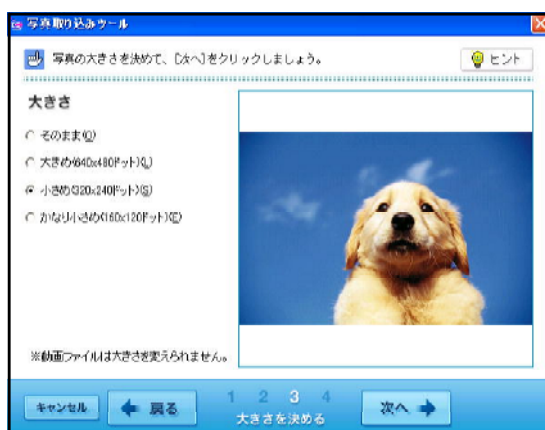 写真取り込みツール
写真の大きさを決めて、[次へ]をクリックしましょう。
ヒント
大きさ
そのまま(O)
大きめ(640x480ドット)(L)
小さめ(320x240ドット)(S)
かなり小さめ(160x120ドット)(E)
※動画ファイルは大きさを変えられません。
キャンセル
戻る
1 2 3 4
大きさを決める
次へ